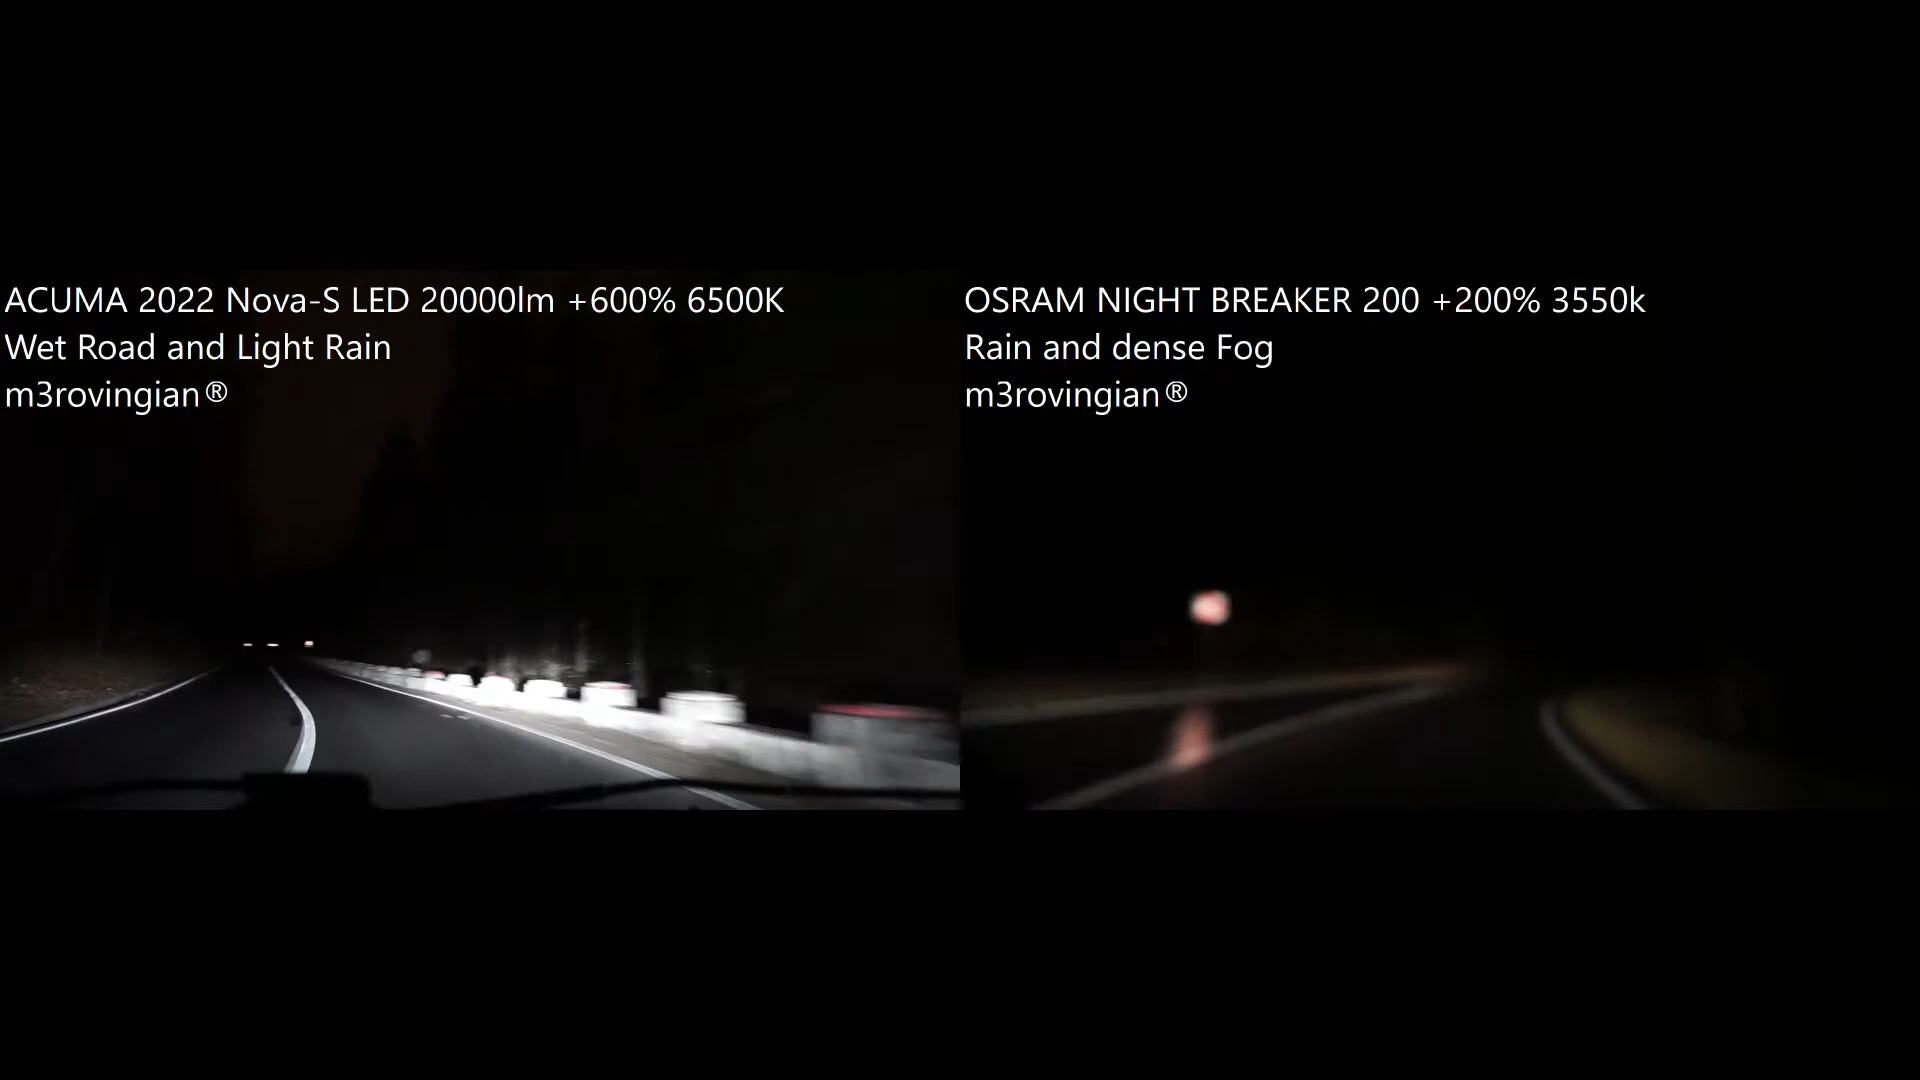 ACUMA 2022 Nova-S LED 20000lm +600% 6500K
Wet Road and Light Rain
m3rovingian®
OSRAM NIGHT BREAKER 200 +200% 3550k
Rain and dense Fog
m3rovingian®